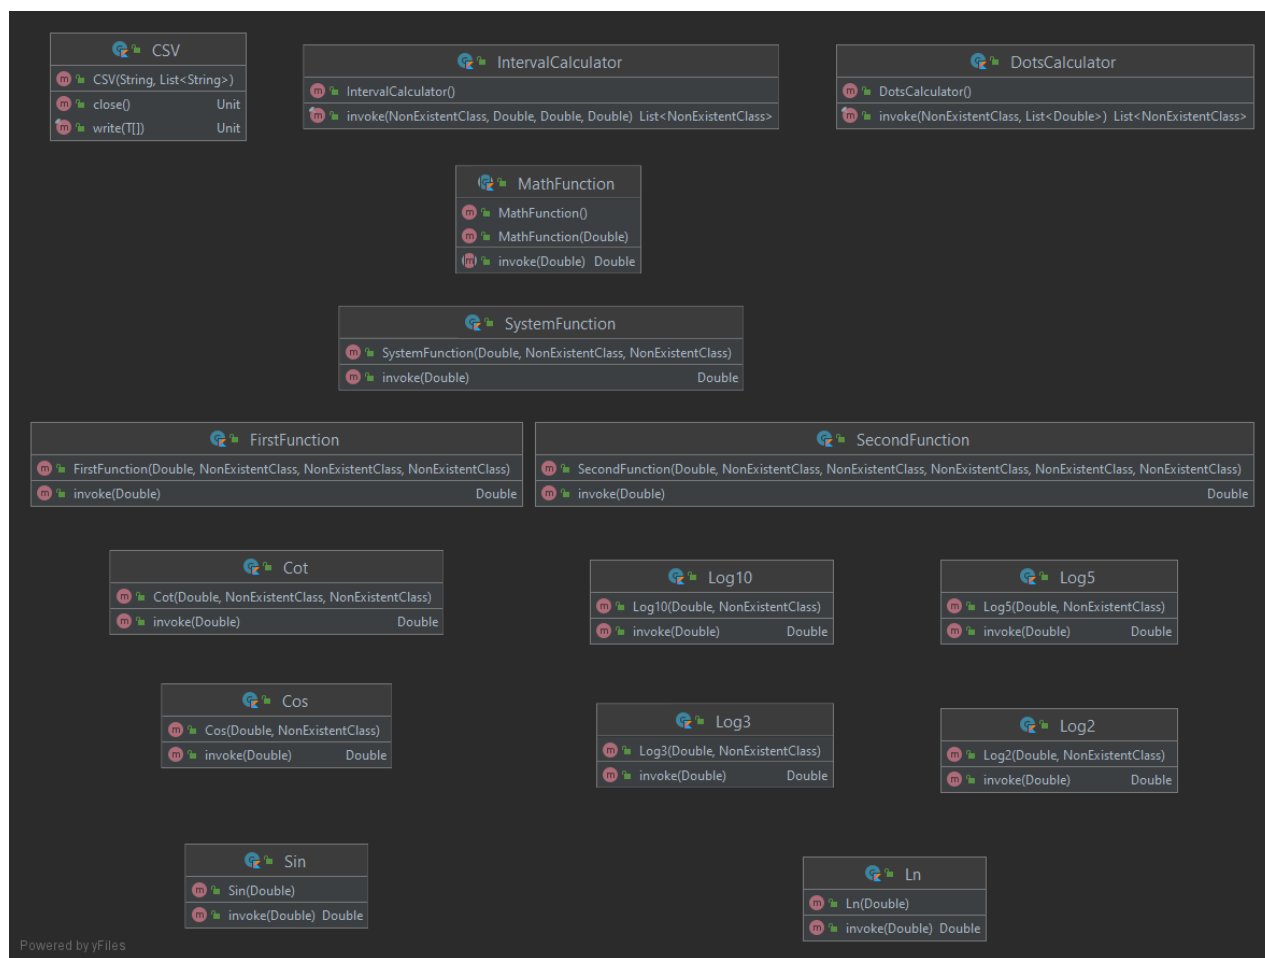 CSV
CSV(String, List<String>)
close() Unit
write(T[]) Unit
IntervalCalculator
IntervalCalculator()
invoke(NonExistentClass, Double, Double, Double) List<NonExistentClass>
DotsCalculator
DotsCalculator()
invoke(NonExistentClass, List<Double>) List<NonExistentClass>
MathFunction
MathFunction()
MathFunction(Double)
invoke(Double) Double
SystemFunction
SystemFunction(Double, NonExistentClass, NonExistentClass)
invoke(Double) Double
FirstFunction
FirstFunction(Double, NonExistentClass, NonExistentClass, NonExistentClass)
invoke(Double) Double
SecondFunction
SecondFunction(Double, NonExistentClass, NonExistentClass, NonExistentClass, NonExistentClass, NonExistentClass)
invoke(Double) Double
Cot
Cot(Double, NonExistentClass, NonExistentClass)
invoke(Double) Double
Log10
Log10(Double, NonExistentClass)
invoke(Double) Double
Log5
Log5(Double, NonExistentClass)
invoke(Double) Double
Cos
Cos(Double, NonExistentClass)
invoke(Double) Double
Log3
Log3(Double, NonExistentClass)
invoke(Double) Double
Log2
Log2(Double, NonExistentClass)
invoke(Double) Double
Sin
Sin(Double)
invoke(Double) Double
Ln
Ln(Double)
invoke(Double) Double
Powered by yFiles